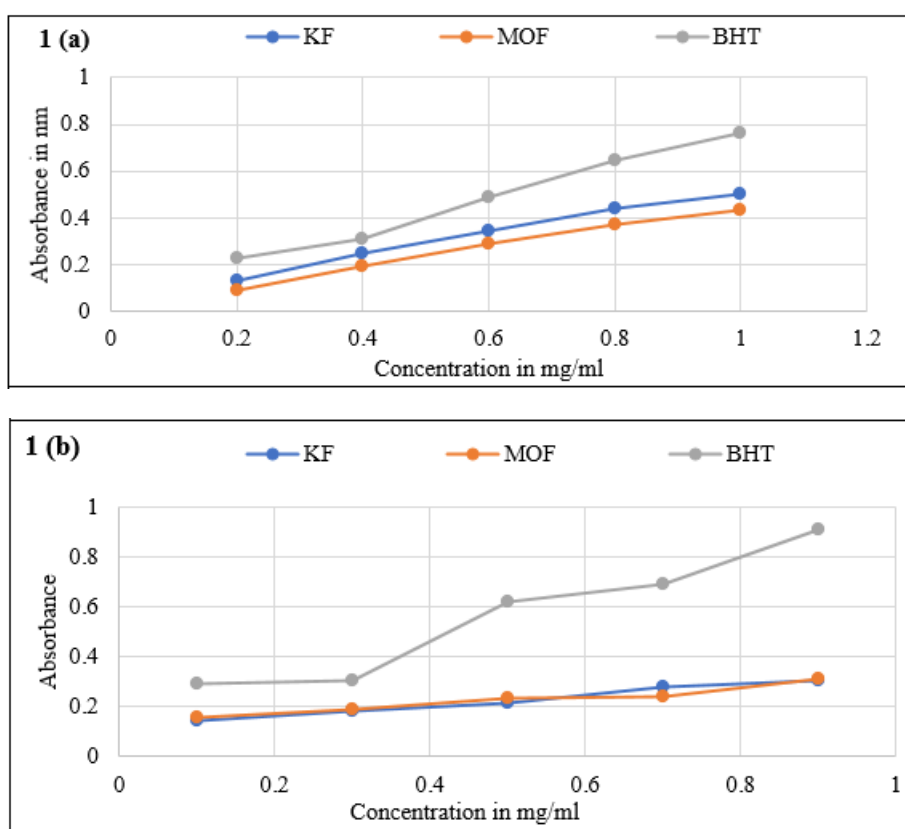 1 (a)
KF MOF BHT
1
0.8
0.6
0.4
0.2
0
Absorbance in nm
0 0.2 0.4 0.6 0.8 1 1.2
Concentration in mg/ml
1 (b)
KF MOF BHT
1
0.8
0.6
0.4
0.2
0
Absorbance
0 0.2 0.4 0.6 0.8 1
Concentration in mg/ml